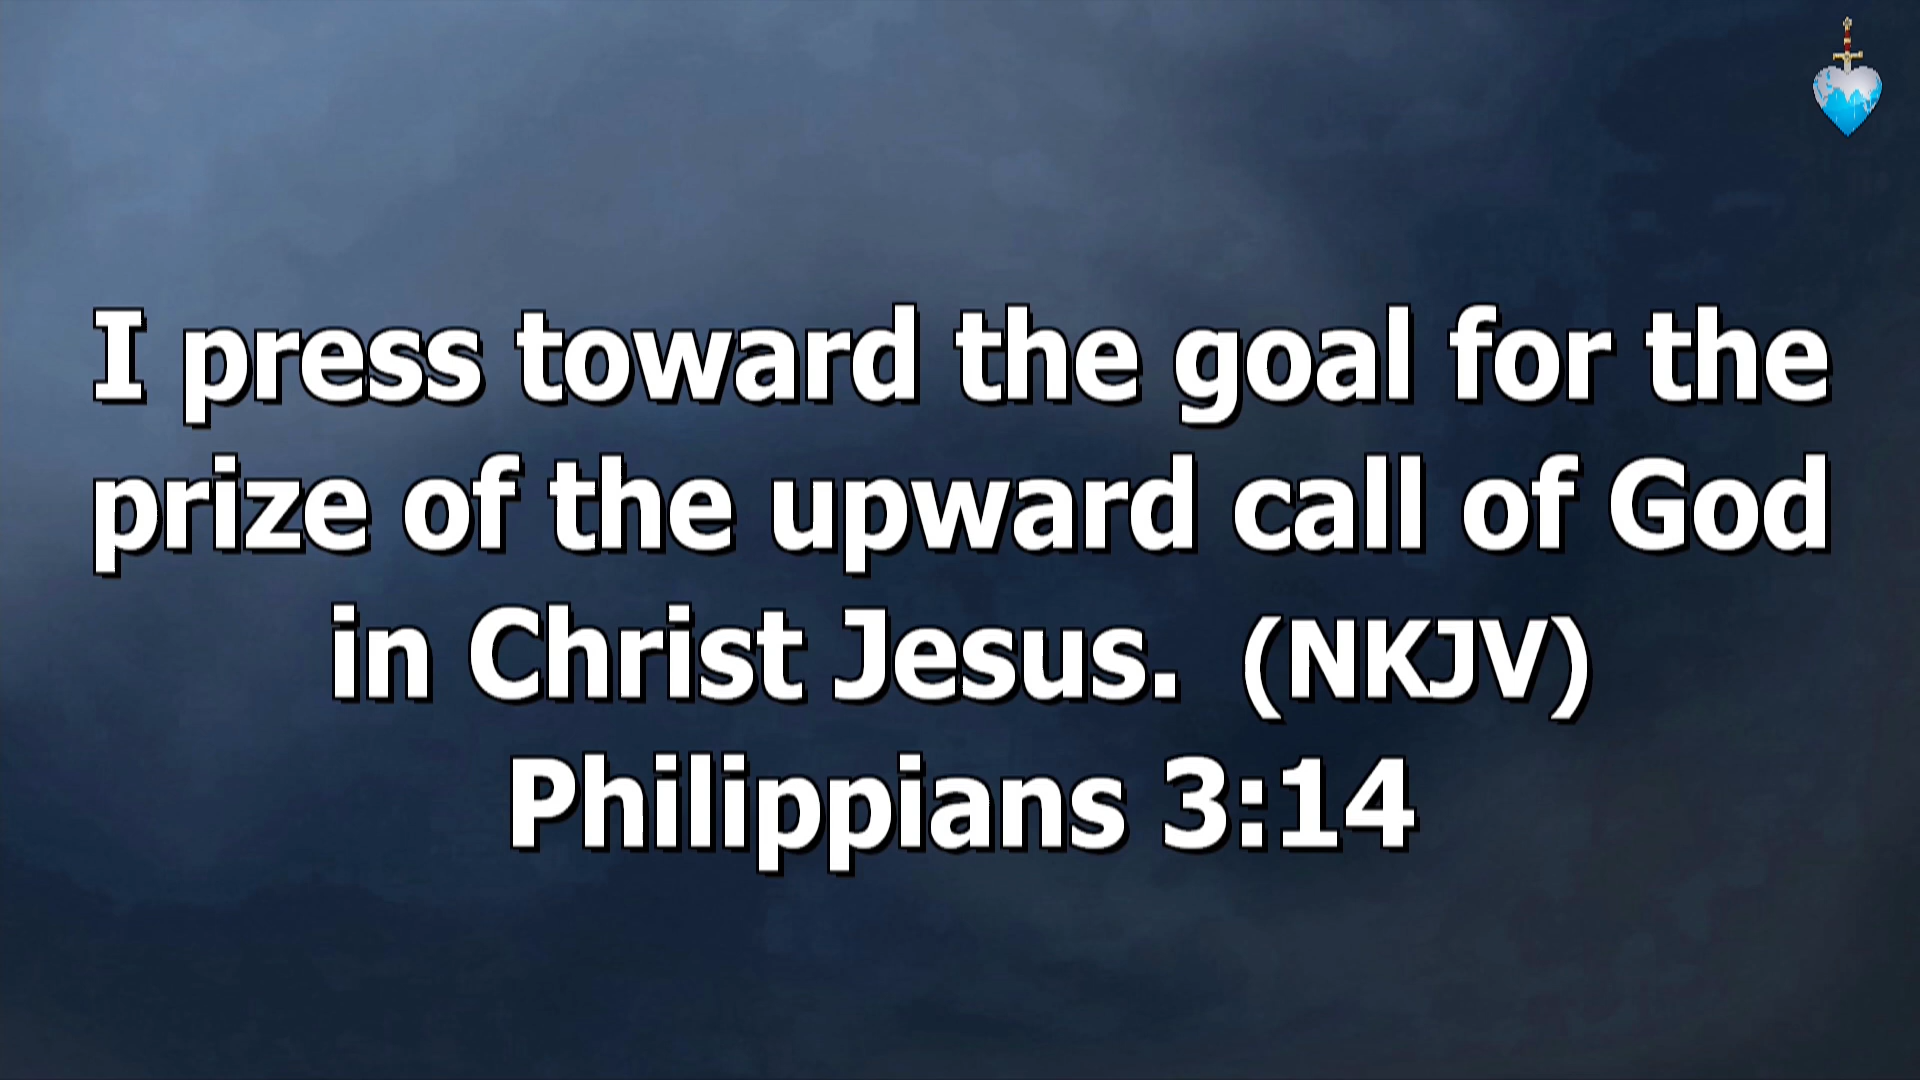 I press toward the goal for the
prize of the upward call of God
in Christ Jesus.  (NKJV)
Philippians 3:14